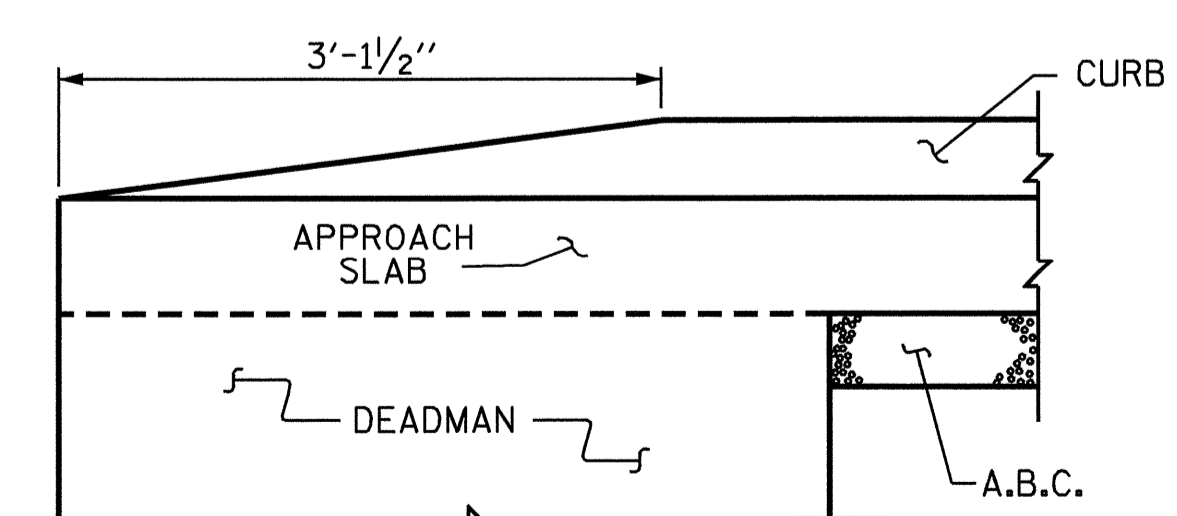 3'-1½"
CURB
APPROACH
SLAB
DEADMAN
A.B.C.